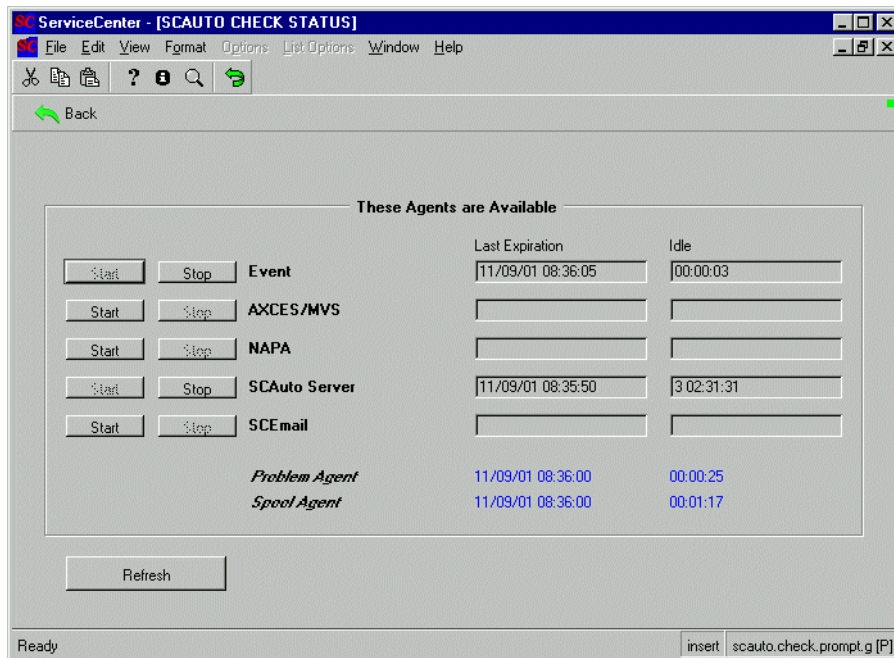 SC ServiceCenter - [SCAUTO CHECK STATUS]
SC File Edit View Format Options List Options Window Help
?
Back
These Agents are Available
Last Expiration Idle
Start Stop Event 11/09/01 08:36:05 00:00:03
Start Stop AXCES/MVS
Start Stop NAPA
Start Stop SCAuto Server 11/09/01 08:35:50 3 02:31:31
Start Stop SCEmail
Problem Agent 11/09/01 08:36:00 00:00:25
Spool Agent 11/09/01 08:36:00 00:01:17
Refresh
Ready insert scauto.check.prompt.g [P]